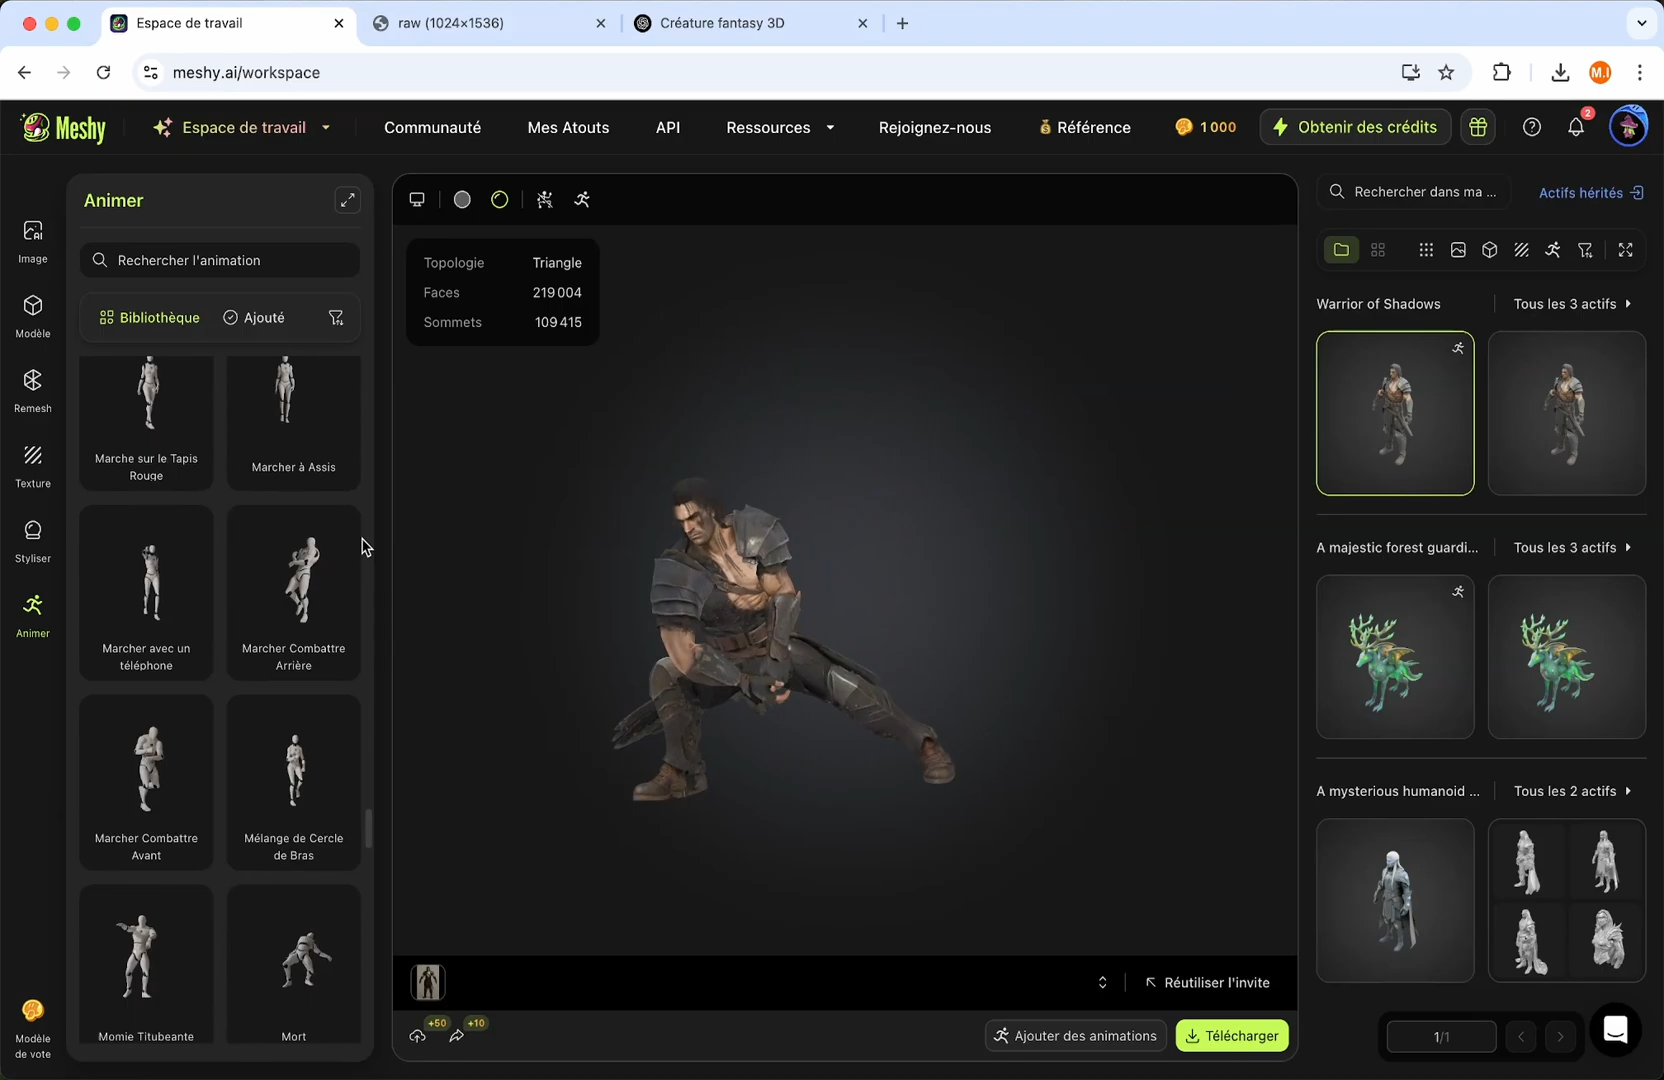 Espace de travail
raw (1024×1536)
Créature fantasy 3D
meshy.ai/workspace
M.I
Meshy
Espace de travail
Communauté
Mes Atouts
API
Ressources
Rejoignez-nous
Référence
1 000
Obtenir des crédits
2
Image
Modèle
Remesh
Texture
Styliser
Animer
Modèle
de vote
Animer
Rechercher l'animation
Bibliothèque
Ajouté
Marche sur le Tapis
Rouge
Marcher à Assis
Marcher avec un
téléphone
Marcher Combattre
Arrière
Marcher Combattre
Avant
Mélange de Cercle
de Bras
Momie Titubeante
Mort
Topologie Triangle
Faces 219 004
Sommets 109 415
Réutiliser l'invite
+50
+10
Ajouter des animations
Télécharger
Rechercher dans ma ...
Actifs hérités
Warrior of Shadows
Tous les 3 actifs
A majestic forest guardi...
Tous les 3 actifs
A mysterious humanoid ...
Tous les 2 actifs
1/1